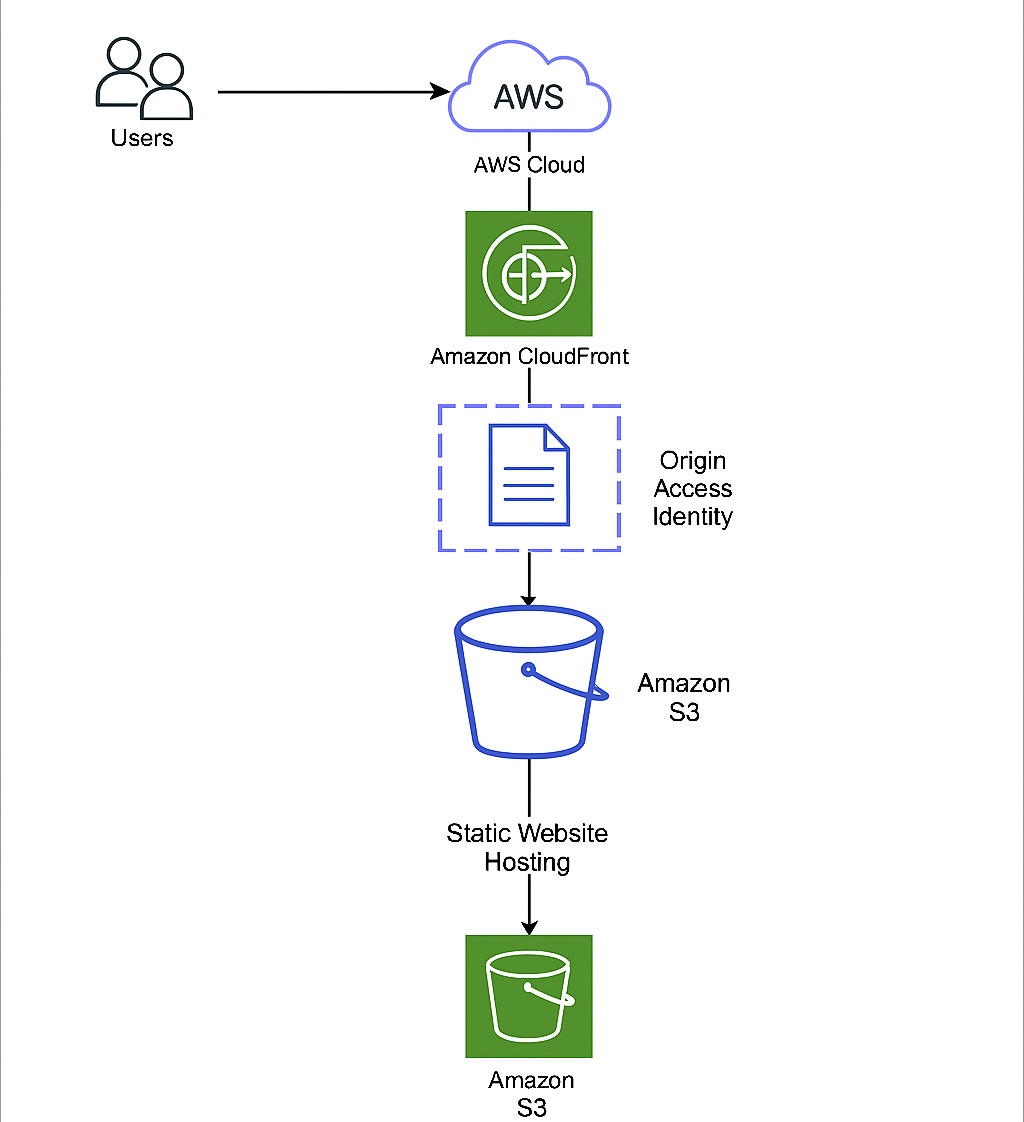 AWS
Users
AWS Cloud
Amazon CloudFront
Origin
Access
Identity
Amazon
S3
Static Website
Hosting
Amazon
S3